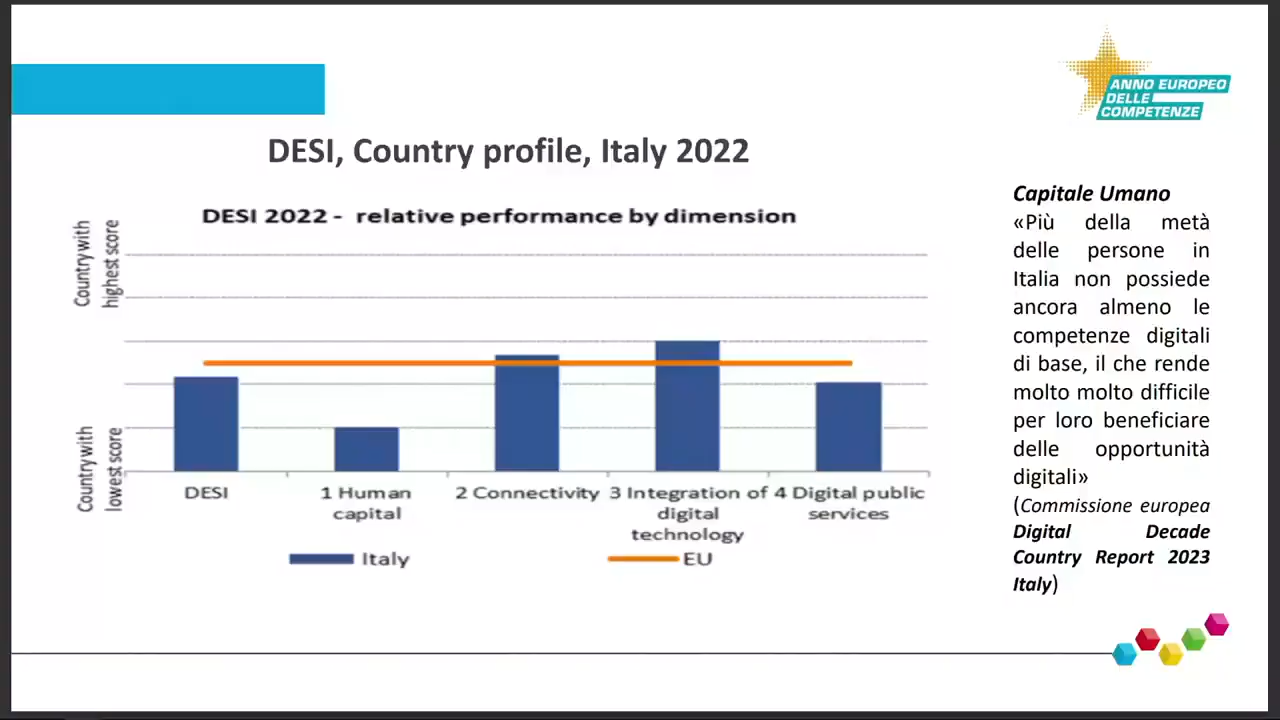 ANNO EUROPEO
DELLE
COMPETENZE
DESI, Country profile, Italy 2022
DESI 2022 - relative performance by dimension
Country with
highest score
Country with
lowest score
DESI
1 Human
capital
2 Connectivity
3 Integration of
digital
technology
4 Digital public
services
Italy
EU
Capitale Umano
«Più della metà
delle persone in
Italia non possiede
ancora almeno le
competenze digitali
di base, il che rende
molto molto difficile
per loro beneficiare
delle opportunità
digitali»
(Commissione europea
Digital Decade
Country Report 2023
Italy)